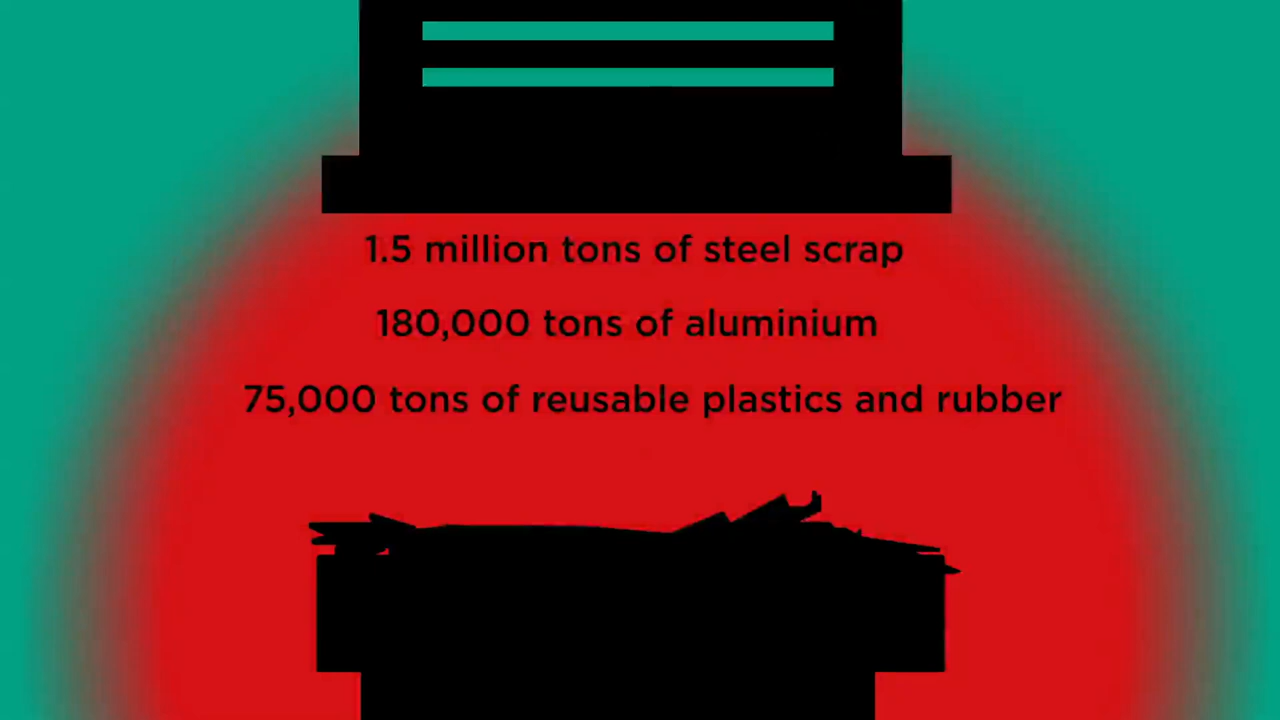 1.5 million tons of steel scrap
180,000 tons of aluminium
75,000 tons of reusable plastics and rubber